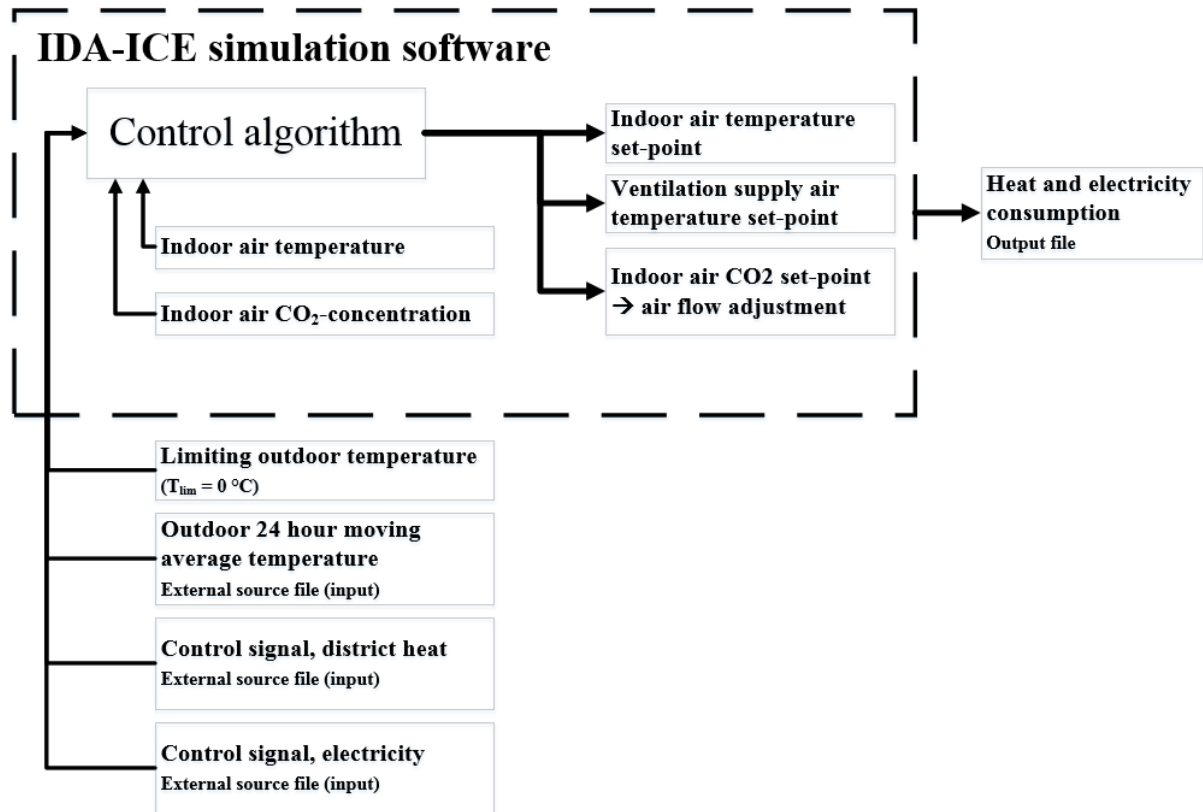 IDA-ICE simulation software
Control algorithm
Indoor air temperature
Indoor air CO₂-concentration
Indoor air temperature
set-point
Ventilation supply air
temperature set-point
Indoor air CO2 set-point
→ air flow adjustment
Heat and electricity
consumption
Output file
Limiting outdoor temperature
(Tlim = 0 °C)
Outdoor 24 hour moving
average temperature
External source file (input)
Control signal, district heat
External source file (input)
Control signal, electricity
External source file (input)